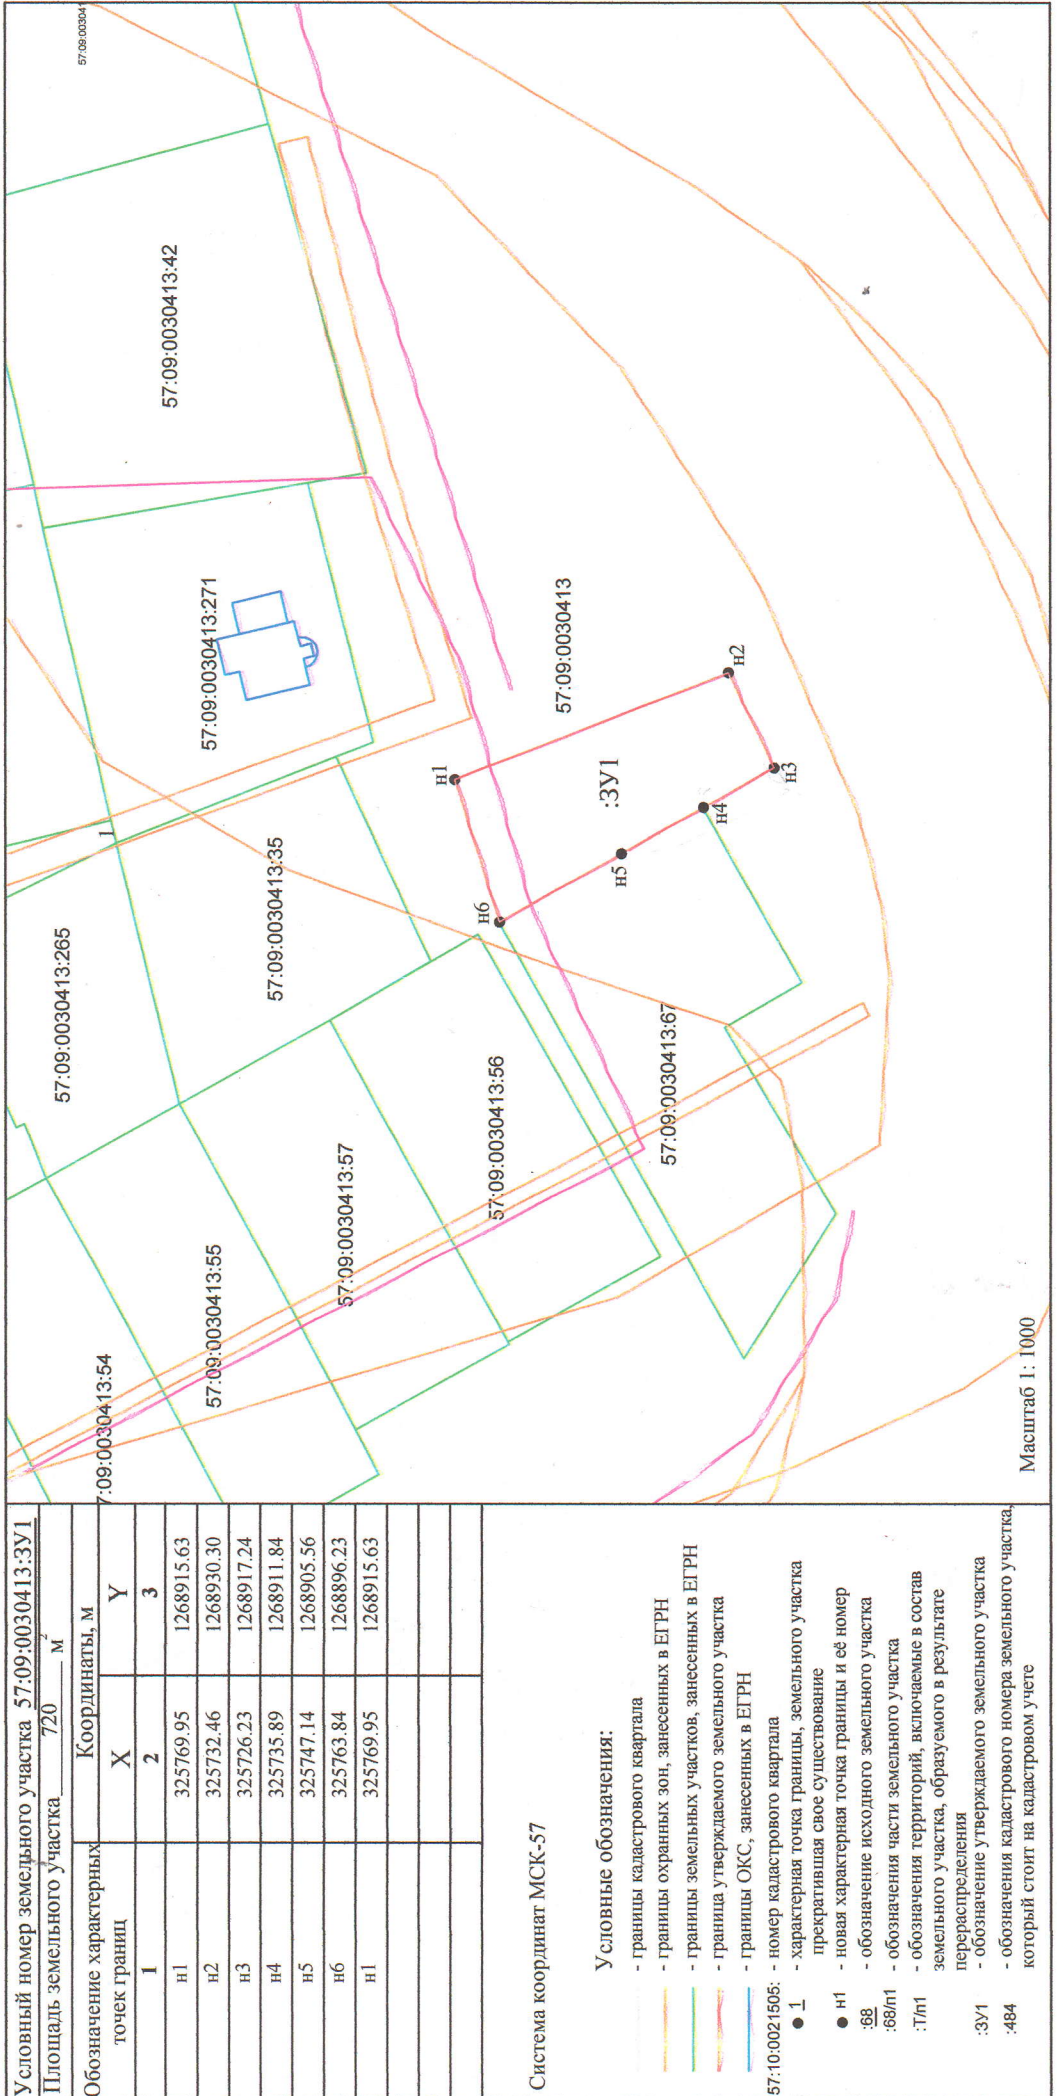 Условный номер земельного участка 57:09:0030413:ЗУ1
Площадь земельного участка 720 м²
Обозначение характерных точек границ
Координаты, м
X Y
1 2 3
н1 325769.95 1268915.63
н2 325732.46 1268930.30
н3 325726.23 1268917.24
н4 325735.89 1268911.84
н5 325747.14 1268905.56
н6 325763.84 1268896.23
н1 325769.95 1268915.63
Система координат МСК-57
Условные обозначения:
- границы кадастрового квартала
- границы охранных зон, занесенных в ЕГРН
- границы земельных участков, занесенных в ЕГРН
- граница утверждаемого земельного участка
- границы ОКС, занесенных в ЕГРН
57:10:0021505: - номер кадастрового квартала
1 - характерная точка границы, земельного участка
прекратившая свое существование
н1 - новая характерная точка границы и её номер
:68 - обозначение исходного земельного участка
:68/п1 - обозначения части земельного участка
:Т/п1 - обозначения территорий, включаемые в состав
земельного участка, образуемого в результате
перераспределения
:ЗУ1 - обозначение утверждаемого земельного участка
:484 - обозначения кадастрового номера земельного участка,
который стоит на кадастровом учете
7:09:0030413:54
57:09:0030413:55
57:09:0030413:57
57:09:0030413:56
57:09:0030413:67
57:09:0030413:265
57:09:0030413:35
57:09:0030413:271
57:09:0030413:42
57:09:003041
57:09:0030413
1
:ЗУ1
н1
н2
н3
н4
н5
н6
Масштаб 1: 1000